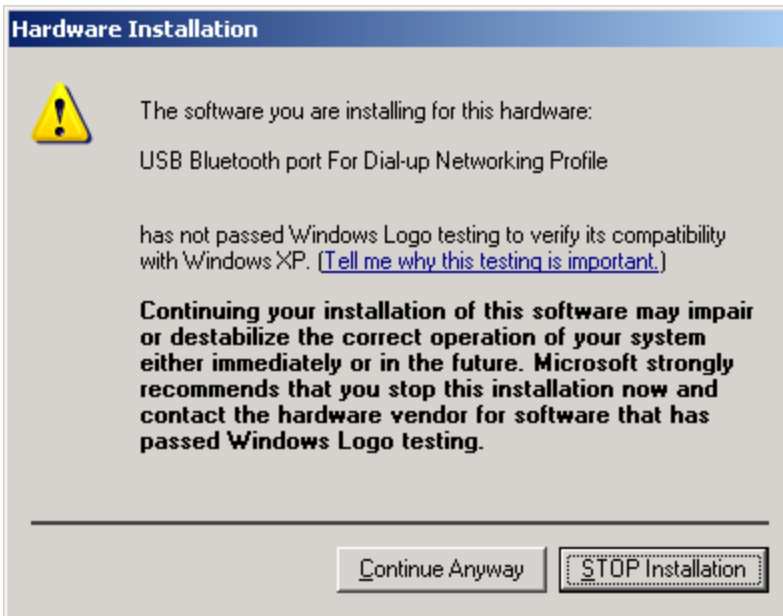 Hardware Installation
The software you are installing for this hardware:
USB Bluetooth port For Dial-up Networking Profile
has not passed Windows Logo testing to verify its compatibility
with Windows XP. (Tell me why this testing is important.)
Continuing your installation of this software may impair
or destabilize the correct operation of your system
either immediately or in the future. Microsoft strongly
recommends that you stop this installation now and
contact the hardware vendor for software that has
passed Windows Logo testing.
Continue Anyway STOP Installation